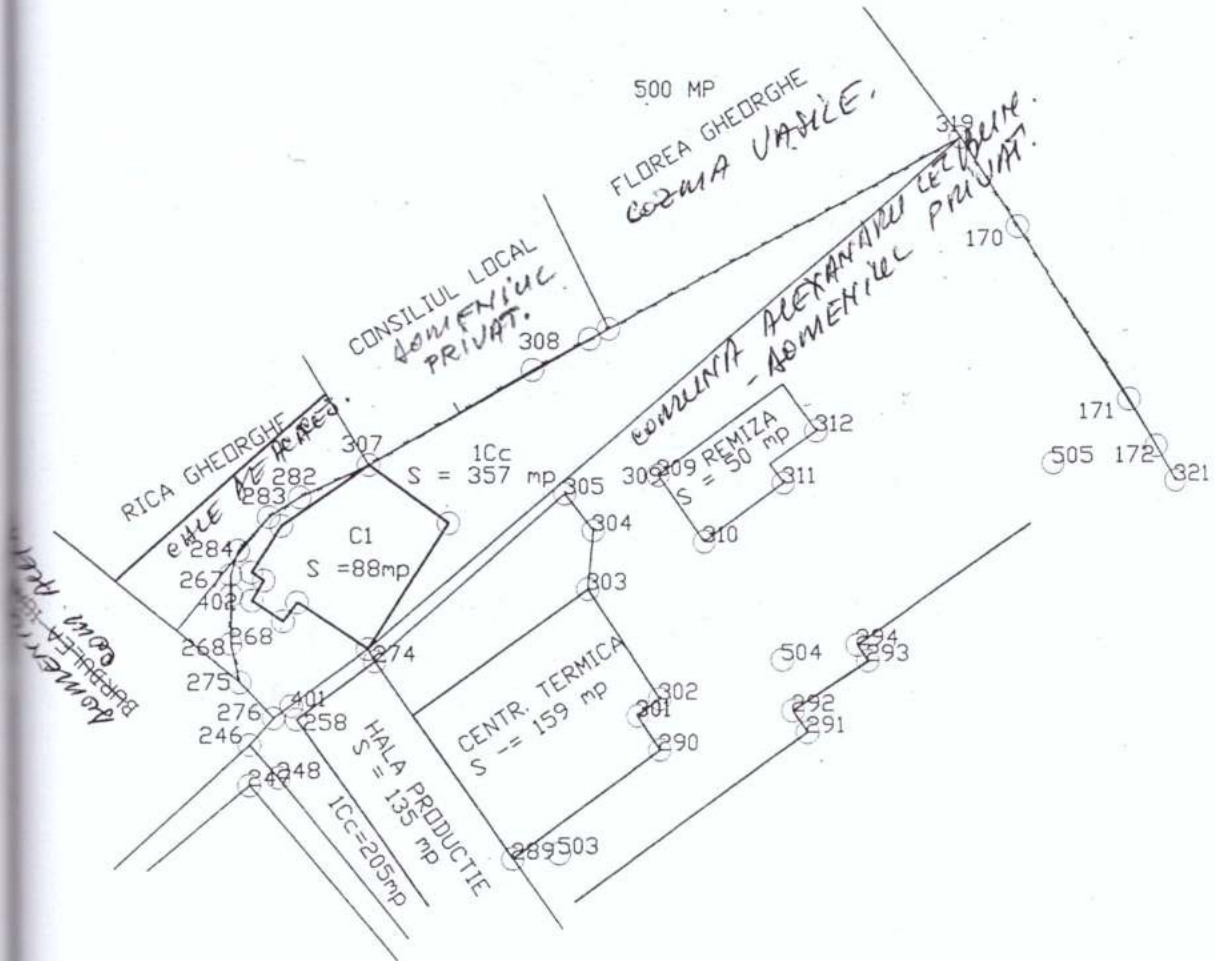 500 MP
FLOREA GHEORGHE
COZMA VASILE.
319
COMUNA ALEXANDRU
- DOMENIUL PRIVAT.
170
CONSILIUL LOCAL
DOMENIUL
PRIVAT.
308
RICA GHEORGHE
CALE DE ACCES.
307
1Cc
S = 357 mp
282
283
284
267
402
268
268
275
276
246
247
248
401
258
274
C1
S =88mp
305
304
303
309
309
REMIZA
S = 50 mp
312
311
310
171
172
505
321
504
294
293
292
291
302
301
290
289
503
CENTR. TERMICA
S -= 159 mp
HALA PRODUCTIE
S = 135 mp
1Cc=205mp
BURDULEA